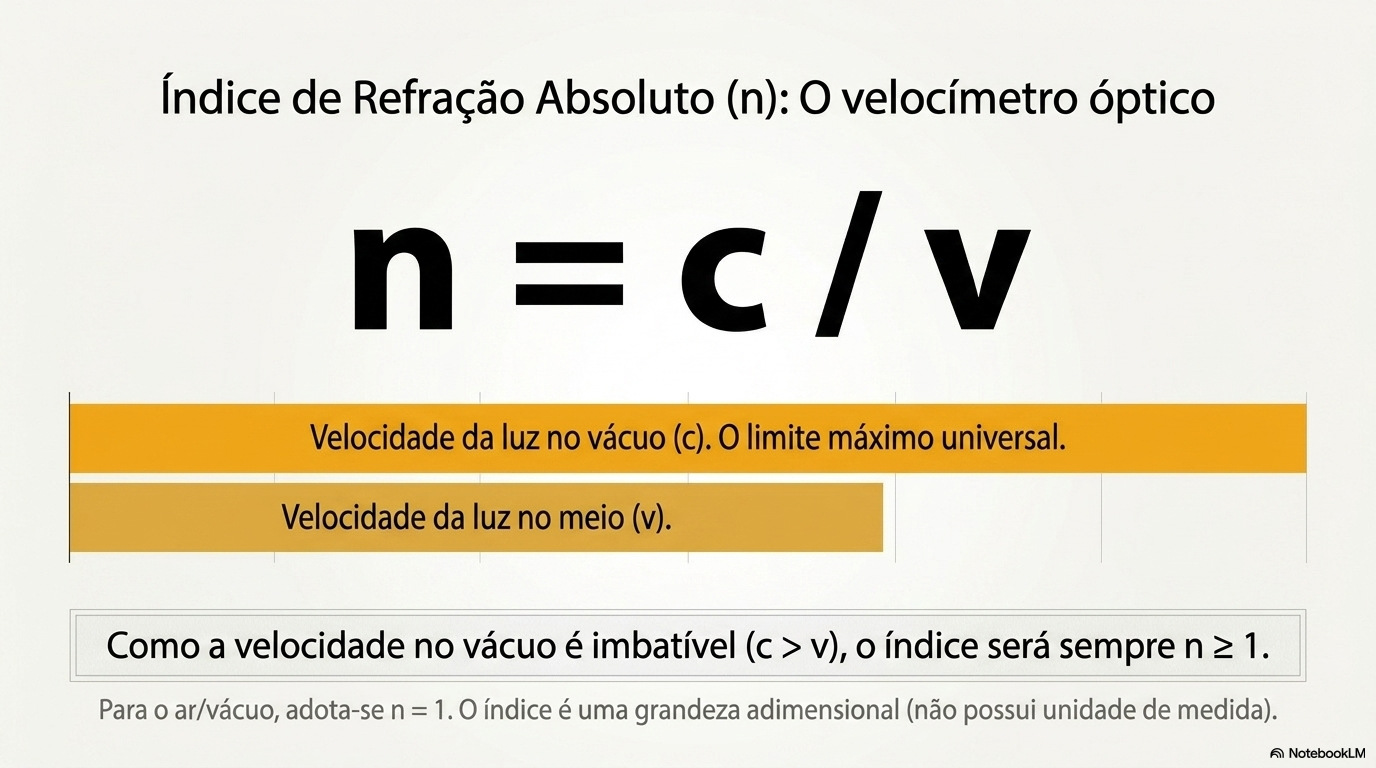 Índice de Refração Absoluto (n): O velocímetro óptico
n = c / v
Velocidade da luz no vácuo (c). O limite máximo universal.
Velocidade da luz no meio (v).
Como a velocidade no vácuo é imbatível (c > v), o índice será sempre n ≥ 1.
Para o ar/vácuo, adota-se n = 1. O índice é uma grandeza adimensional (não possui unidade de medida).
NotebookLM